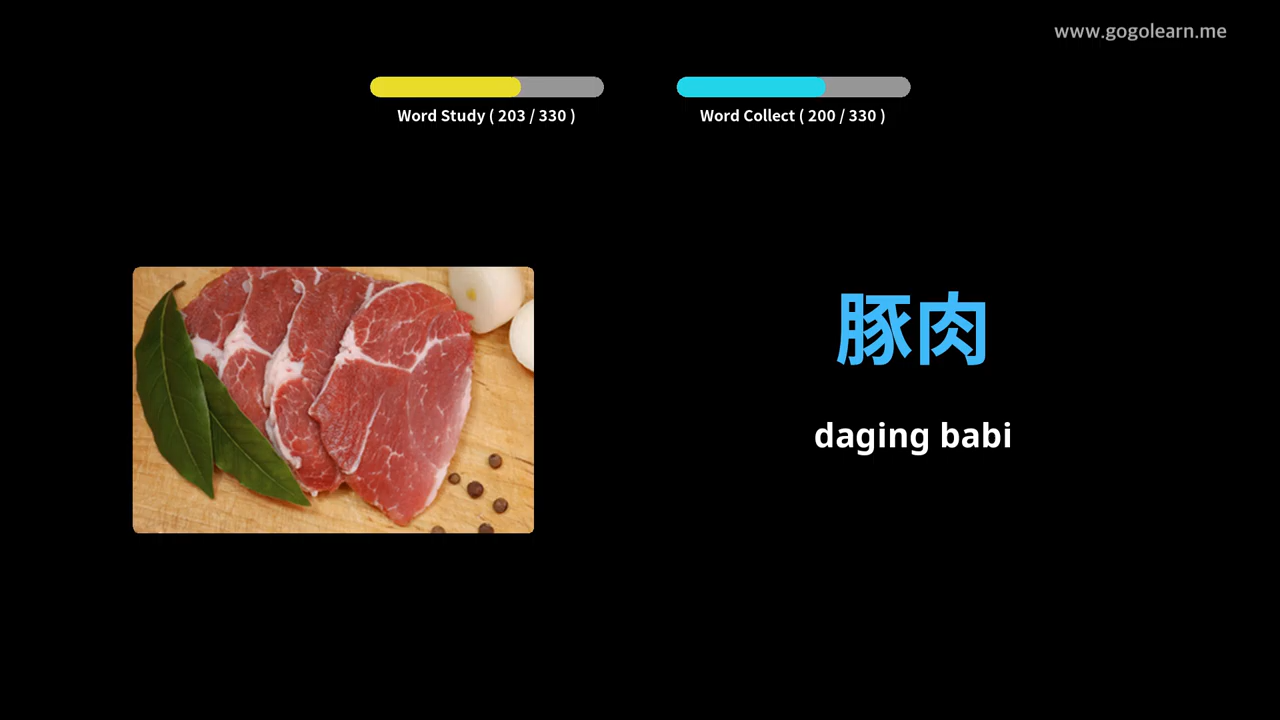 www.gogolearn.me
Word Study ( 203 / 330 )
Word Collect ( 200 / 330 )
豚肉
daging babi